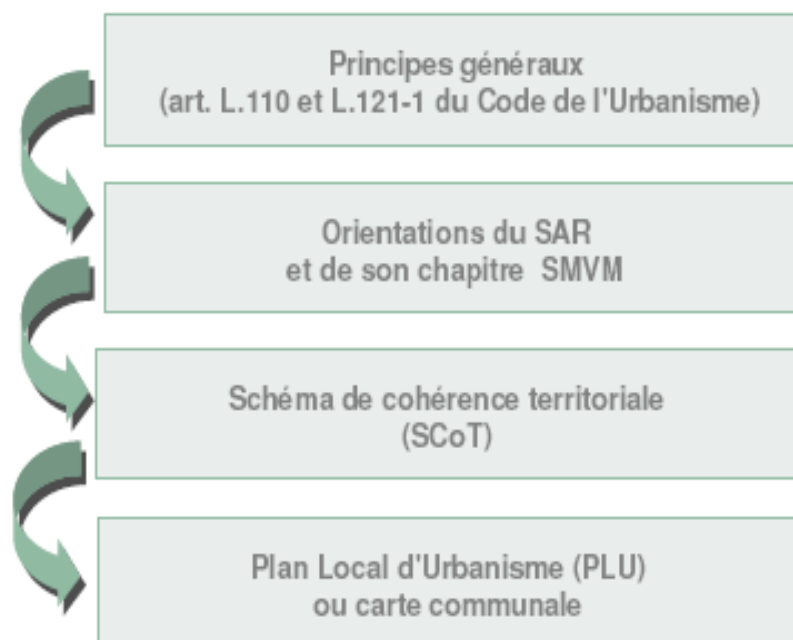 Principes généraux
(art. L.110 et L.121-1 du Code de l'Urbanisme)
Orientations du SAR
et de son chapitre SMVM
Schéma de cohérence territoriale
(SCoT)
Plan Local d'Urbanisme (PLU)
ou carte communale